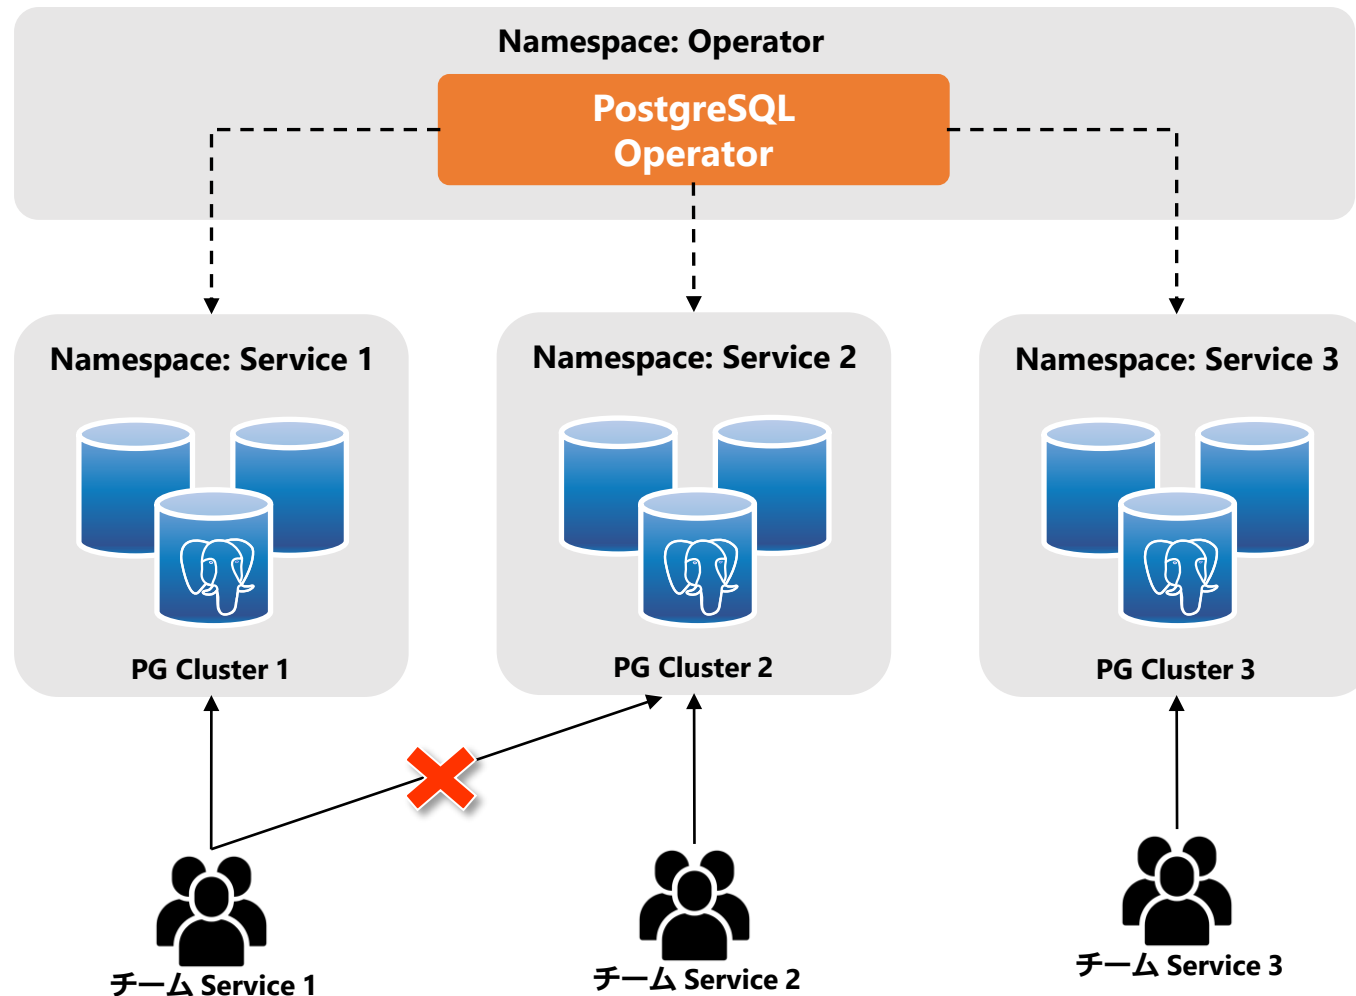 Namespace: Operator
PostgreSQL
Operator
Namespace: Service 1
Namespace: Service 2
Namespace: Service 3
PG Cluster 1
PG Cluster 2
PG Cluster 3
チーム Service 1
チーム Service 2
チーム Service 3